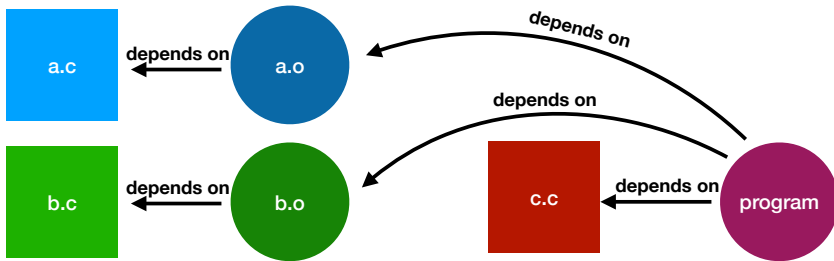 depends on
a.c
depends on
a.o
depends on
b.c
depends on
b.o
c.c
depends on
program